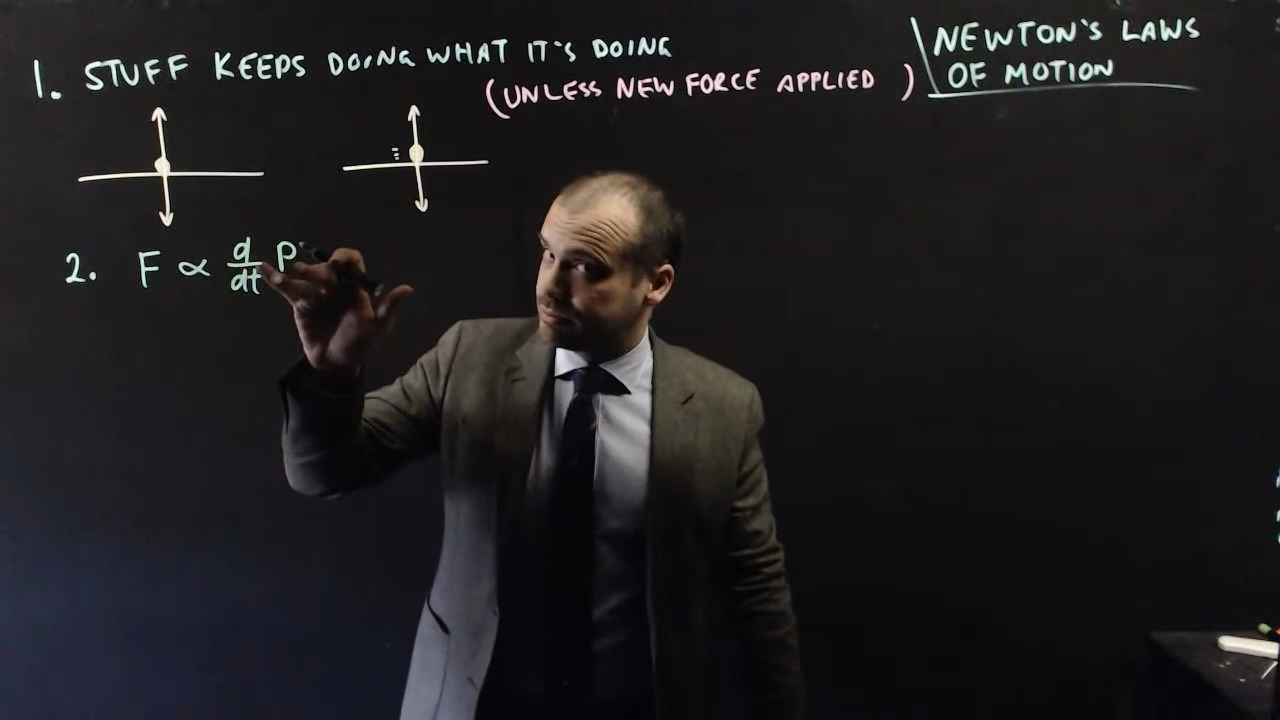 1. STUFF KEEPS DOING WHAT IT'S DOING
(UNLESS NEW FORCE APPLIED)
NEWTON'S LAWS
OF MOTION
2. F ∝ d/dt P